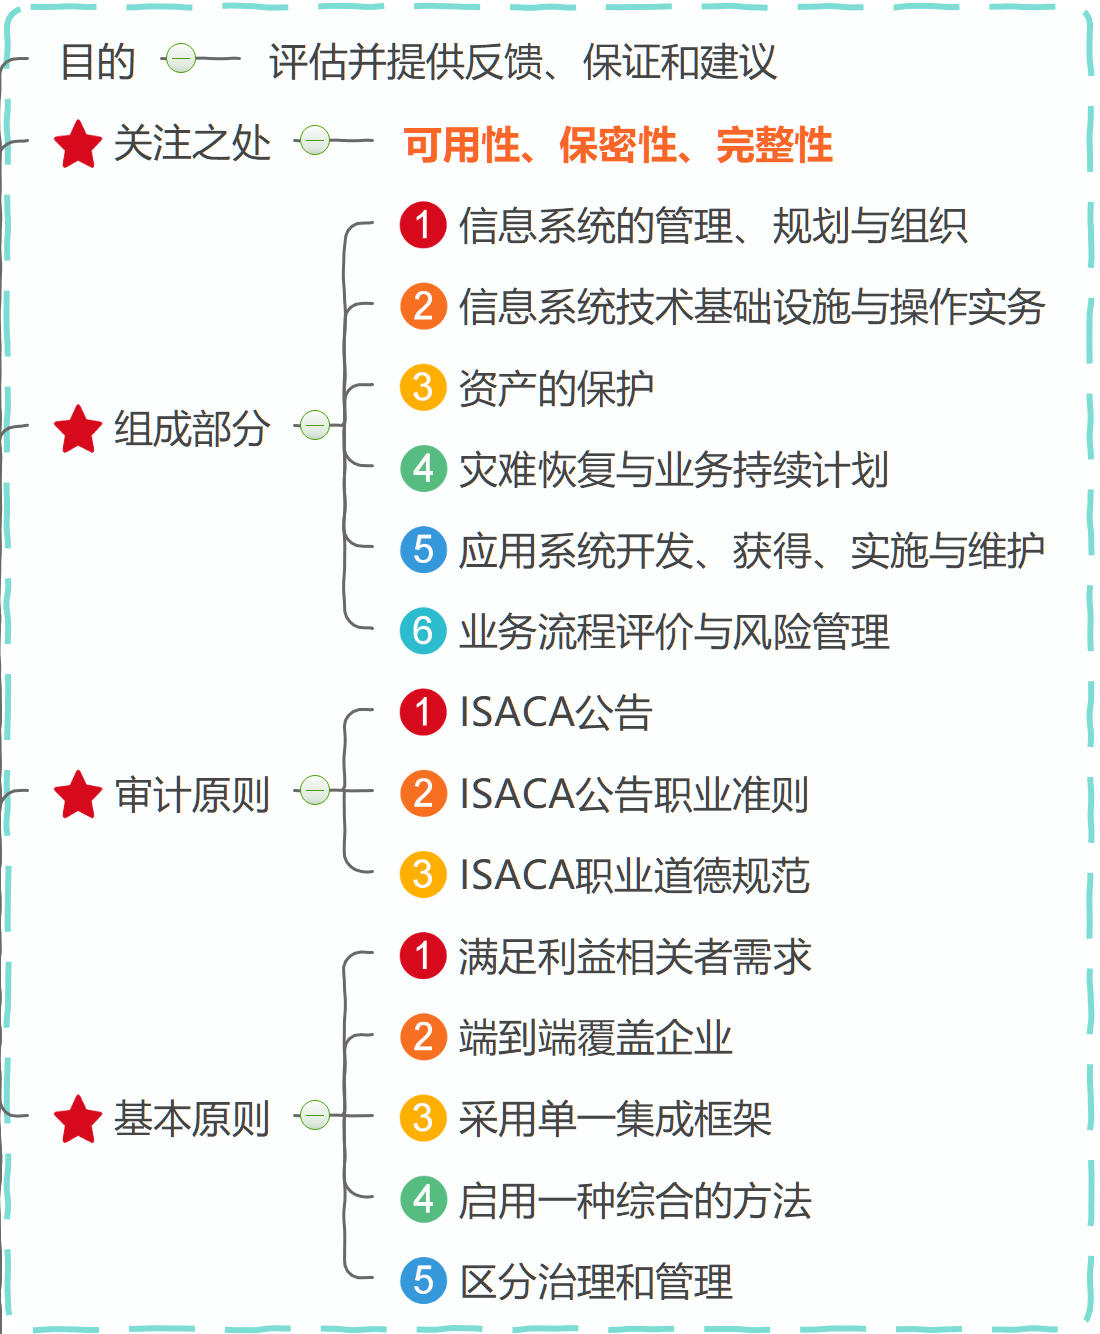 目的
评估并提供反馈、保证和建议
关注之处
可用性、保密性、完整性
组成部分
1 信息系统的管理、规划与组织
2 信息系统技术基础设施与操作实务
3 资产的保护
4 灾难恢复与业务持续计划
5 应用系统开发、获得、实施与维护
6 业务流程评价与风险管理
审计原则
1 ISACA公告
2 ISACA公告职业准则
3 ISACA职业道德规范
基本原则
1 满足利益相关者需求
2 端到端覆盖企业
3 采用单一集成框架
4 启用一种综合的方法
5 区分治理和管理